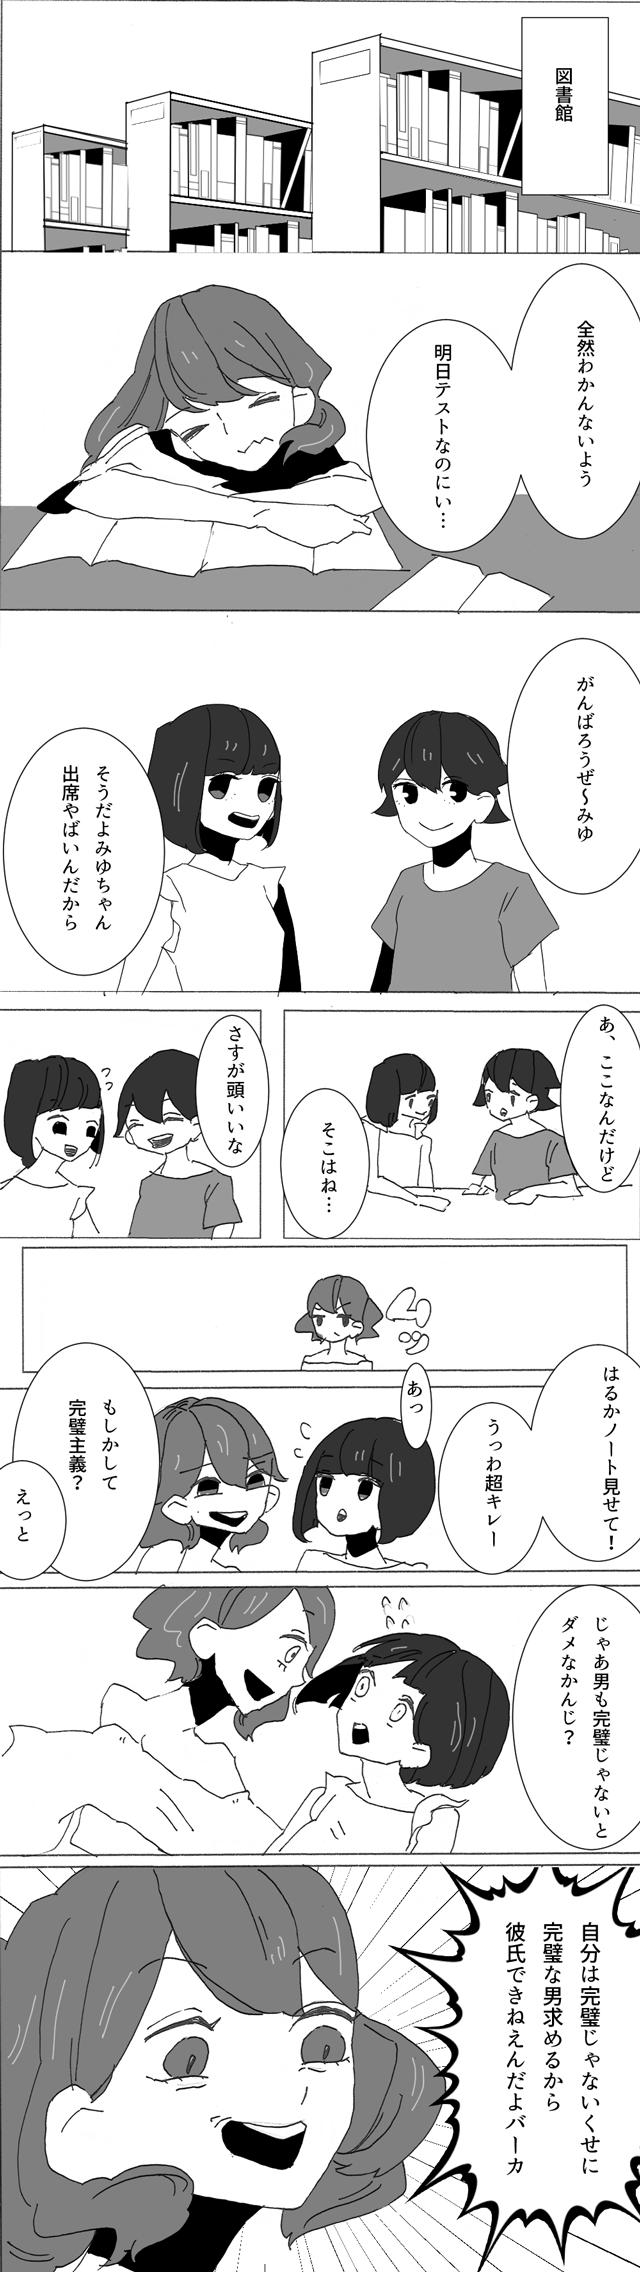 図書館
全然わかんないよう
明日テストなのにい…
がんばろうぜ～みゆ
そうだよみゆちゃん
出席やばいんだから
あ、ここなんだけど
そこはね…
さすが頭いいな
ムッ
はるかノート見せて！
うっわ超キレー
あっ
もしかして
完璧主義？
えっと
じゃあ男も完璧じゃないと
ダメなかんじ？
自分は完璧じゃないくせに
完璧な男求めるから
彼氏できねえんだよバーカ